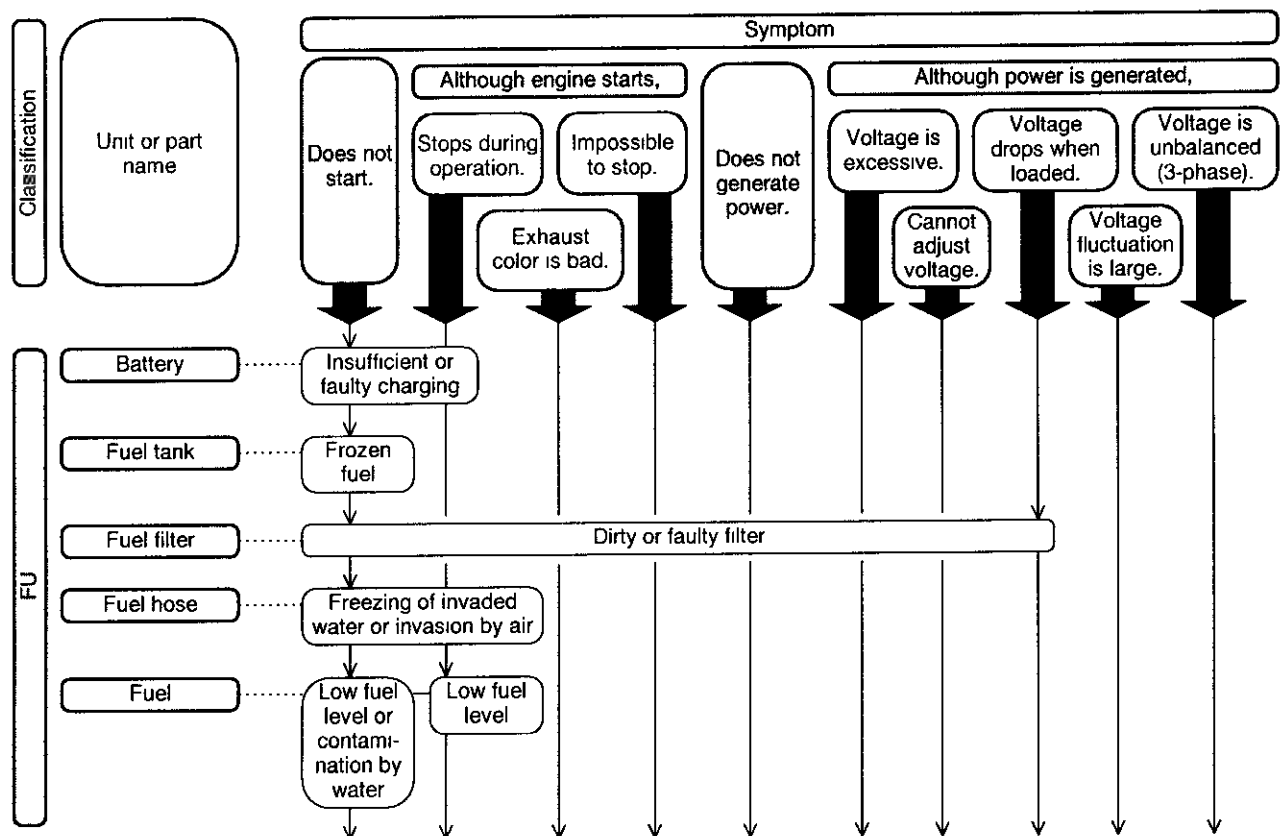 Classification
Unit or part
name
Symptom
Does not
start.
Although engine starts,
Stops during
operation.
Exhaust
color is bad.
Impossible
to stop.
Does not
generate
power.
Although power is generated,
Voltage is
excessive.
Cannot
adjust
voltage.
Voltage
drops when
loaded.
Voltage
fluctuation
is large.
Voltage is
unbalanced
(3-phase).
FU
Battery
Insufficient or
faulty charging
Fuel tank
Frozen
fuel
Fuel filter
Dirty or faulty filter
Fuel hose
Freezing of invaded
water or invasion by air
Fuel
Low fuel
level or
contami-
nation by
water
Low fuel
level